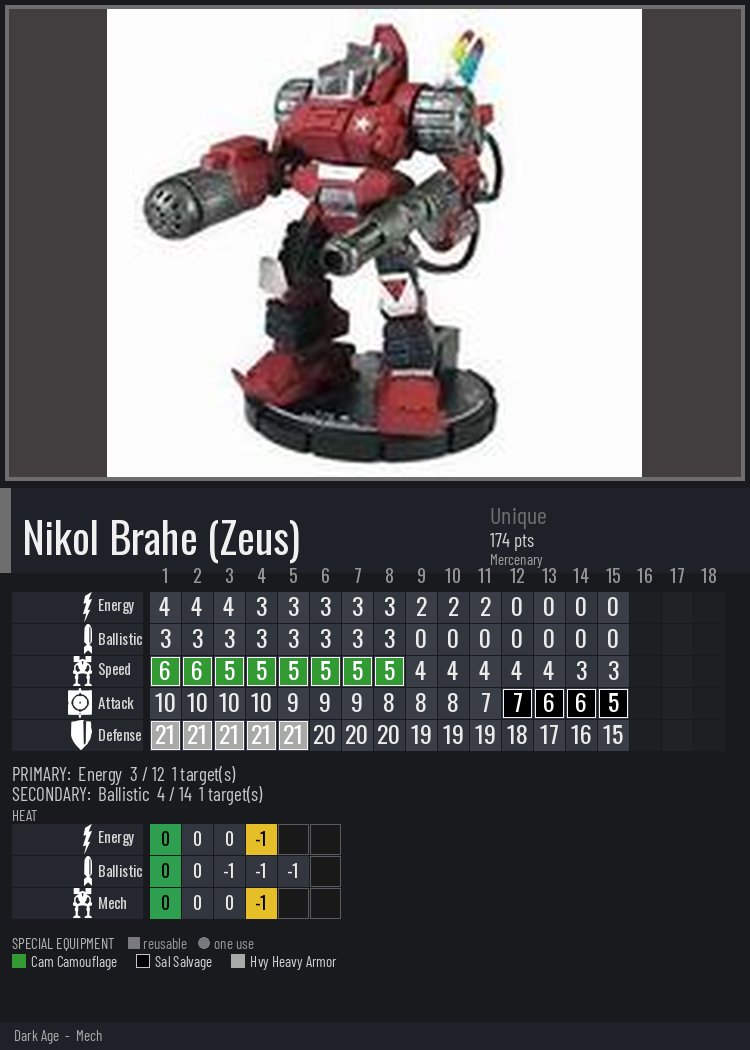 Nikol Brahe (Zeus)
Unique
174 pts
Mercenary
1 2 3 4 5 6 7 8 9 10 11 12 13 14 15 16 17 18
Energy 4 4 4 3 3 3 3 3 2 2 2 0 0 0 0
Ballistic 3 3 3 3 3 3 3 3 0 0 0 0 0 0 0
Speed 6 6 5 5 5 5 5 5 4 4 4 4 4 3 3
Attack 10 10 10 10 9 9 9 8 8 8 7 7 6 6 5
Defense 21 21 21 21 21 20 20 20 19 19 19 18 17 16 15
PRIMARY: Energy 3 / 12 1 target(s)
SECONDARY: Ballistic 4 / 14 1 target(s)
HEAT
Energy 0 0 0 -1
Ballistic 0 0 -1 -1 -1
Mech 0 0 0 -1
SPECIAL EQUIPMENT reusable one use
Cam Camouflage Sal Salvage Hvy Heavy Armor
Dark Age - Mech